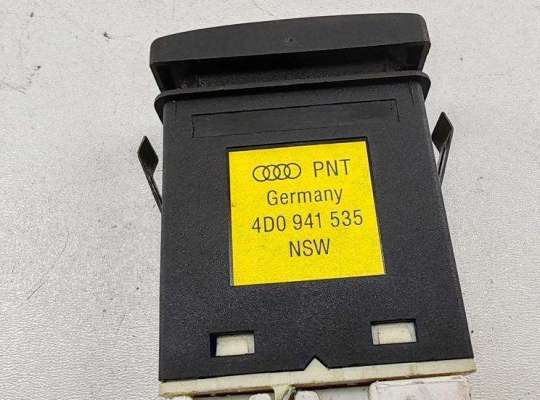 PNT
Germany
4D0 941 535
NSW